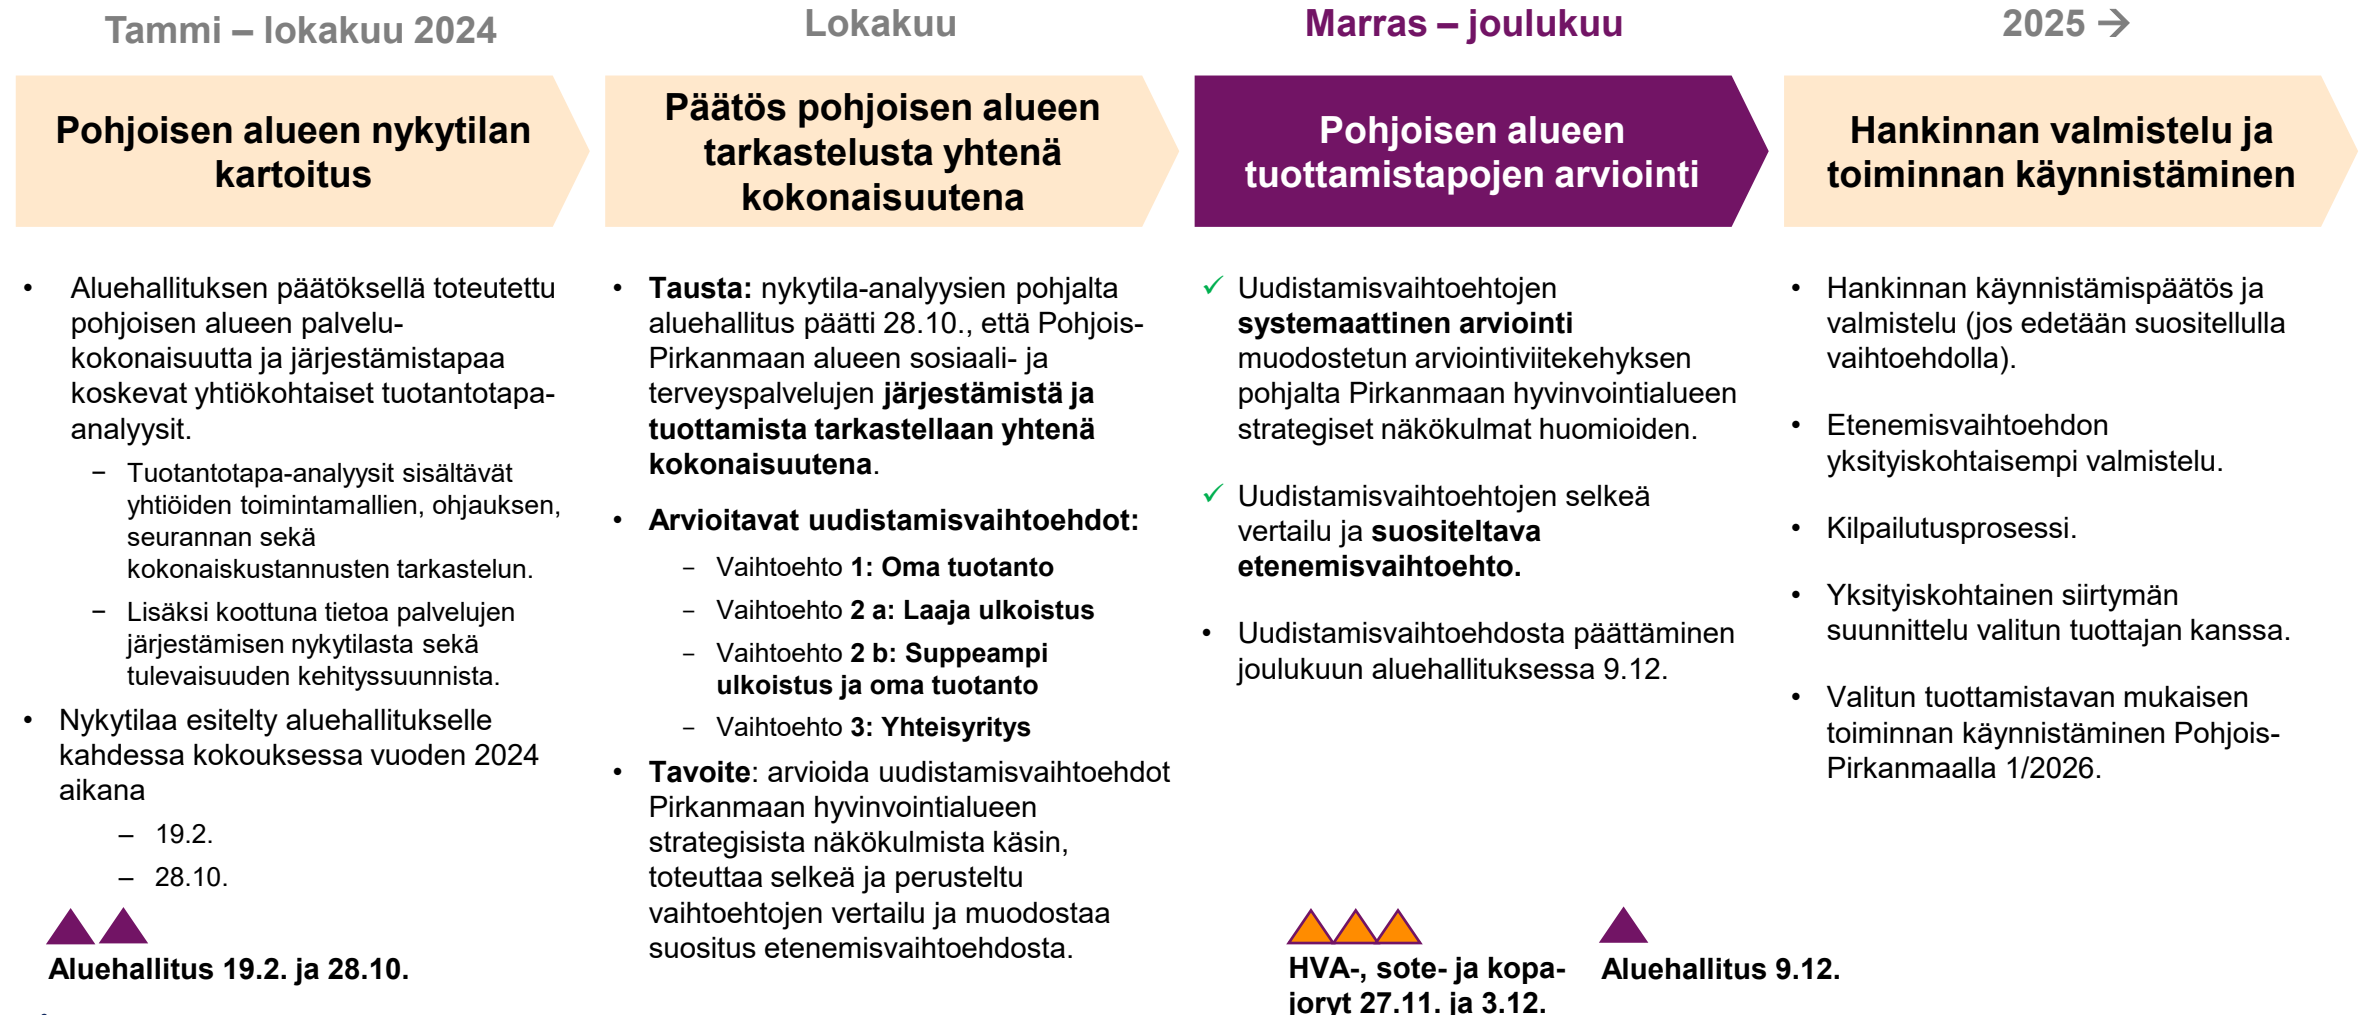 Tammi – lokakuu 2024
Pohjoisen alueen nykytilan
kartoitus
• Aluehallituksen päätöksellä toteutettu
pohjoisen alueen palvelu-
kokonaisuutta ja järjestämistapaa
koskevat yhtiökohtaiset tuotantotapa-
analyysit.
– Tuotantotapa-analyysit sisältävät
yhtiöiden toimintamallien, ohjauksen,
seurannan sekä
kokonaiskustannusten tarkastelun.
– Lisäksi koottuna tietoa palvelujen
järjestämisen nykytilasta sekä
tulevaisuuden kehityssuunnista.
• Nykytilaa esitelty aluehallitukselle
kahdessa kokouksessa vuoden 2024
aikana
– 19.2.
– 28.10.
Aluehallitus 19.2. ja 28.10.
Lokakuu
Päätös pohjoisen alueen
tarkastelusta yhtenä
kokonaisuutena
• Tausta: nykytila-analyysien pohjalta
aluehallitus päätti 28.10., että Pohjois-
Pirkanmaan alueen sosiaali- ja
terveyspalvelujen järjestämistä ja
tuottamista tarkastellaan yhtenä
kokonaisuutena.
• Arvioitavat uudistamisvaihtoehdot:
– Vaihtoehto 1: Oma tuotanto
– Vaihtoehto 2 a: Laaja ulkoistus
– Vaihtoehto 2 b: Suppeampi
ulkoistus ja oma tuotanto
– Vaihtoehto 3: Yhteisyritys
• Tavoite: arvioida uudistamisvaihtoehdot
Pirkanmaan hyvinvointialueen
strategisista näkökulmista käsin,
toteuttaa selkeä ja perusteltu
vaihtoehtojen vertailu ja muodostaa
suositus etenemisvaihtoehdosta.
Marras – joulukuu
Pohjoisen alueen
tuottamistapojen arviointi
✓ Uudistamisvaihtoehtojen
systemaattinen arviointi
muodostetun arviointiviitekehyksen
pohjalta Pirkanmaan hyvinvointialueen
strategiset näkökulmat huomioiden.
✓ Uudistamisvaihtoehtojen selkeä
vertailu ja suositeltava
etenemisvaihtoehto.
• Uudistamisvaihtoehdosta päättäminen
joulukuun aluehallituksessa 9.12.
HVA-, sote- ja kopa-
joryt 27.11. ja 3.12.
Aluehallitus 9.12.
2025 →
Hankinnan valmistelu ja
toiminnan käynnistäminen
• Hankinnan käynnistämispäätös ja
valmistelu (jos edetään suositellulla
vaihtoehdolla).
• Etenemisvaihtoehdon
yksityiskohtaisempi valmistelu.
• Kilpailutusprosessi.
• Yksityiskohtainen siirtymän
suunnittelu valitun tuottajan kanssa.
• Valitun tuottamistavan mukaisen
toiminnan käynnistäminen Pohjois-
Pirkanmaalla 1/2026.